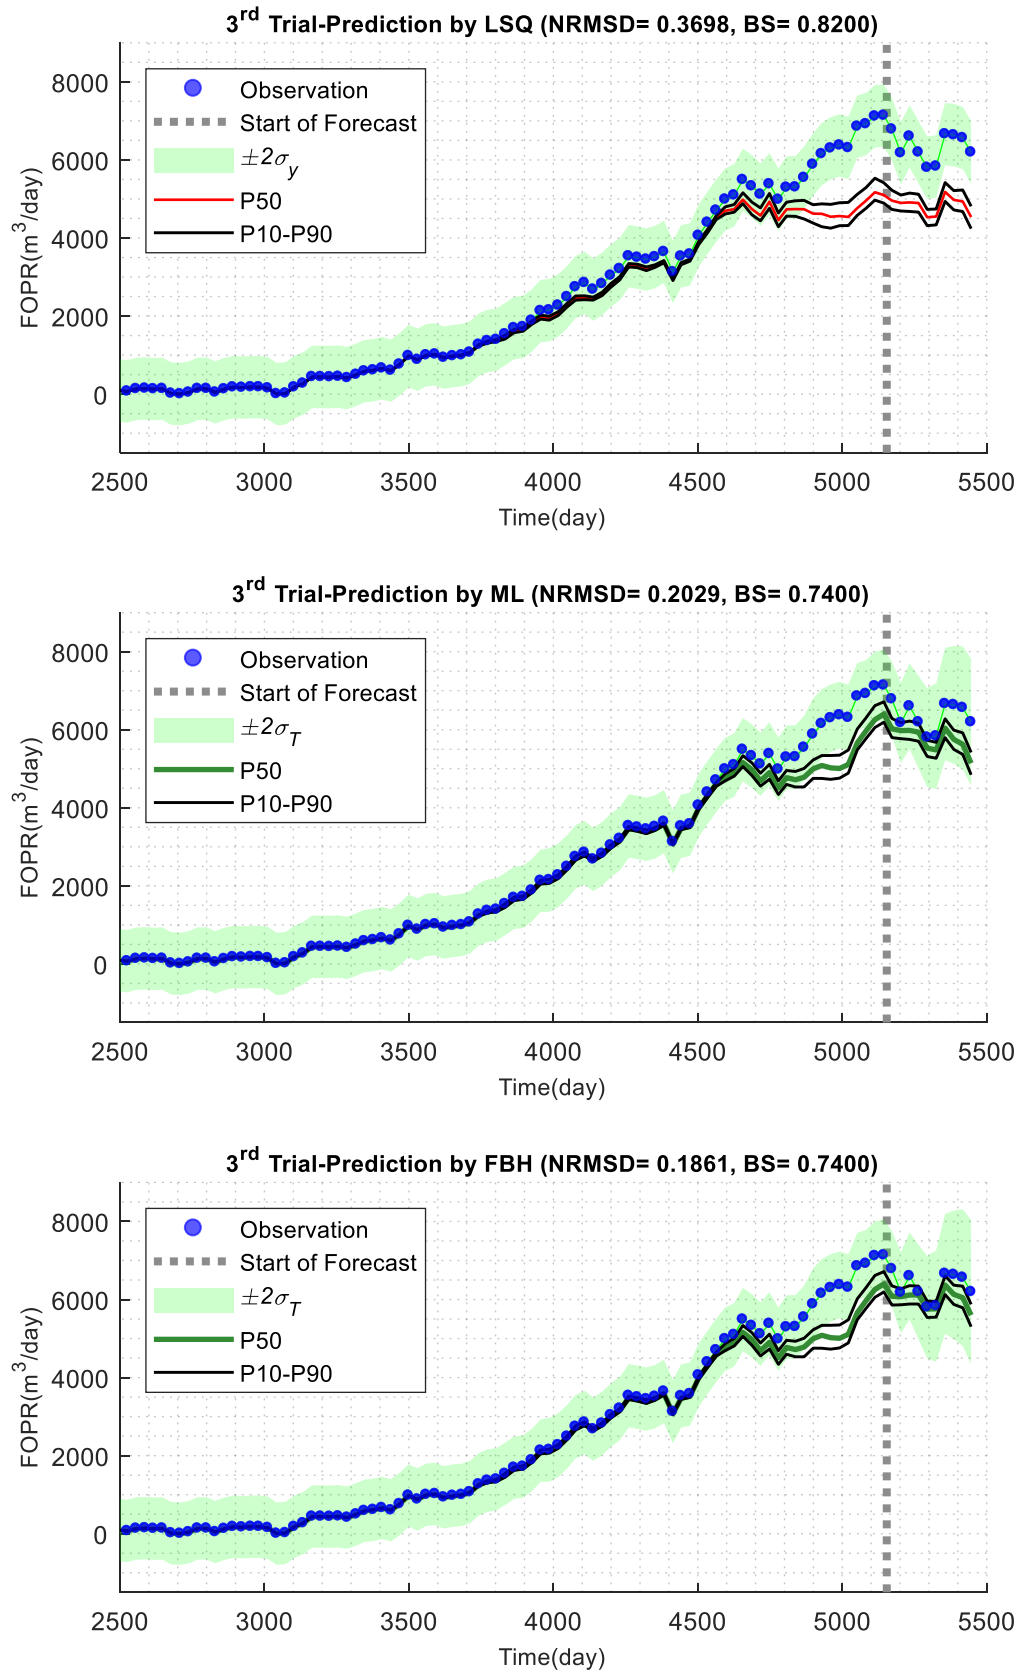 3rd Trial-Prediction by LSQ (NRMSD= 0.3698, BS= 0.8200)
8000
6000
4000
2000
0
FOPR(m3/day)
Observation
Start of Forecast
±2σy
P50
P10-P90
2500 3000 3500 4000 4500 5000 5500
Time(day)
3rd Trial-Prediction by ML (NRMSD= 0.2029, BS= 0.7400)
8000
6000
4000
2000
0
FOPR(m3/day)
Observation
Start of Forecast
±2σT
P50
P10-P90
2500 3000 3500 4000 4500 5000 5500
Time(day)
3rd Trial-Prediction by FBH (NRMSD= 0.1861, BS= 0.7400)
8000
6000
4000
2000
0
FOPR(m3/day)
Observation
Start of Forecast
±2σT
P50
P10-P90
2500 3000 3500 4000 4500 5000 5500
Time(day)